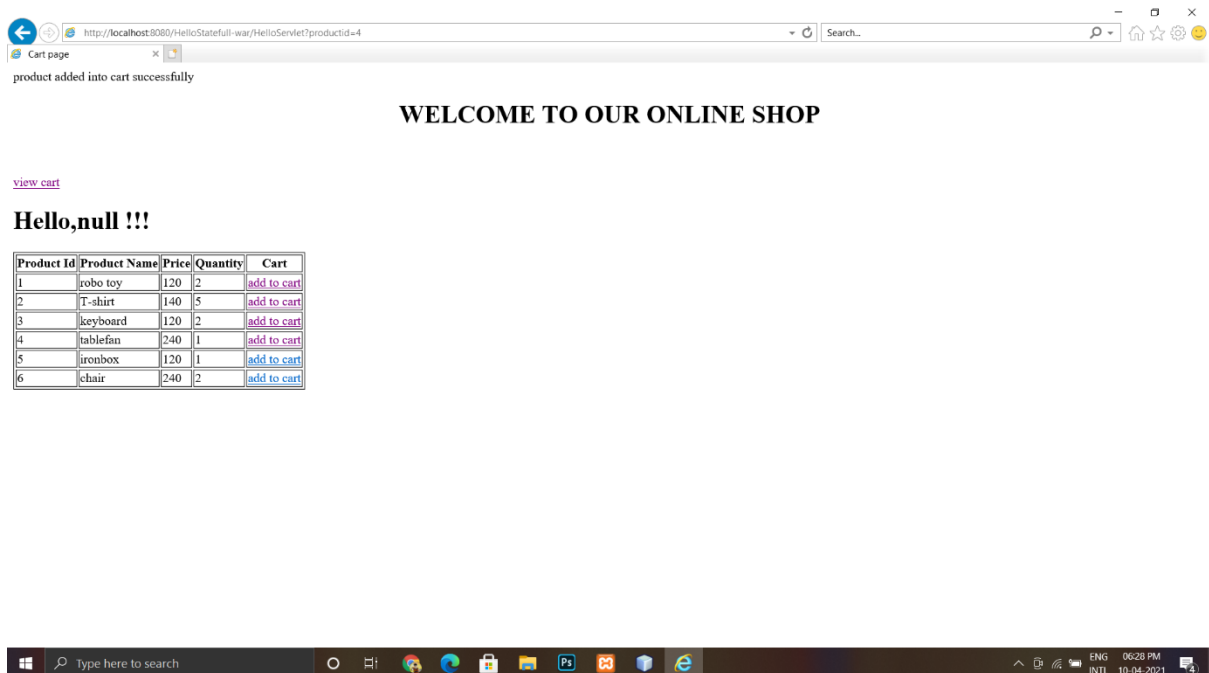 http://localhost:8080/HelloStatefull-war/HelloServlet?productid=4
Search...
Cart page
product added into cart successfully
WELCOME TO OUR ONLINE SHOP
view cart
Hello,null !!!
Product Id Product Name Price Quantity Cart
1 robo toy 120 2 add to cart
2 T-shirt 140 5 add to cart
3 keyboard 120 2 add to cart
4 tablefan 240 1 add to cart
5 ironbox 120 1 add to cart
6 chair 240 2 add to cart
Type here to search
Ps
ENG 06:28 PM
INTL 10-04-2021
4